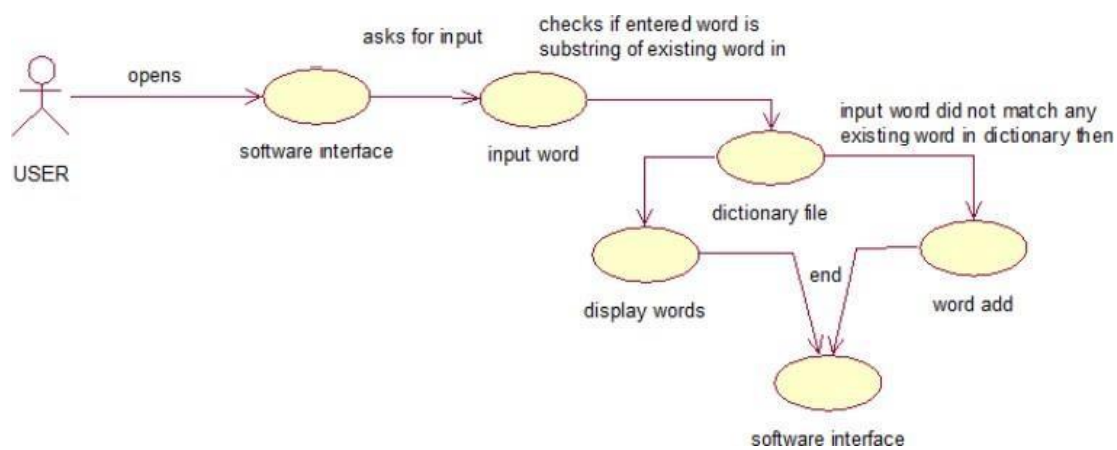 checks if entered word is
substring of existing word in
asks for input
opens
input word did not match any
existing word in dictionary then
software interface
input word
USER
dictionary file
end
display words
word add
software interface